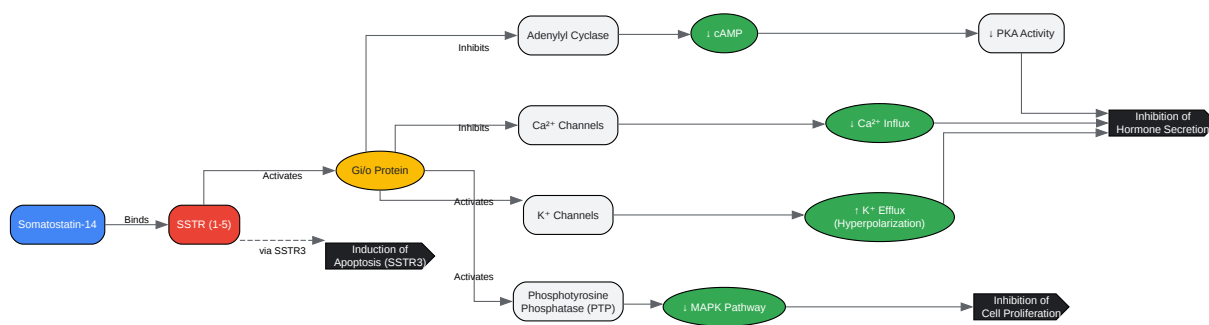 Adenylyl Cyclase
↓ cAMP
↓ PKA Activity
Inhibits
Ca²⁺ Channels
↓ Ca²⁺ Influx
Inhibition of
Hormone Secretion
Inhibits
Gi/o Protein
Activates
Activates
K⁺ Channels
↑ K⁺ Efflux
(Hyperpolarization)
Somatostatin-14
Binds
SSTR (1-5)
via SSTR3
Induction of
Apoptosis (SSTR3)
Activates
Phosphotyrosine
Phosphatase (PTP)
↓ MAPK Pathway
Inhibition of
Cell Proliferation